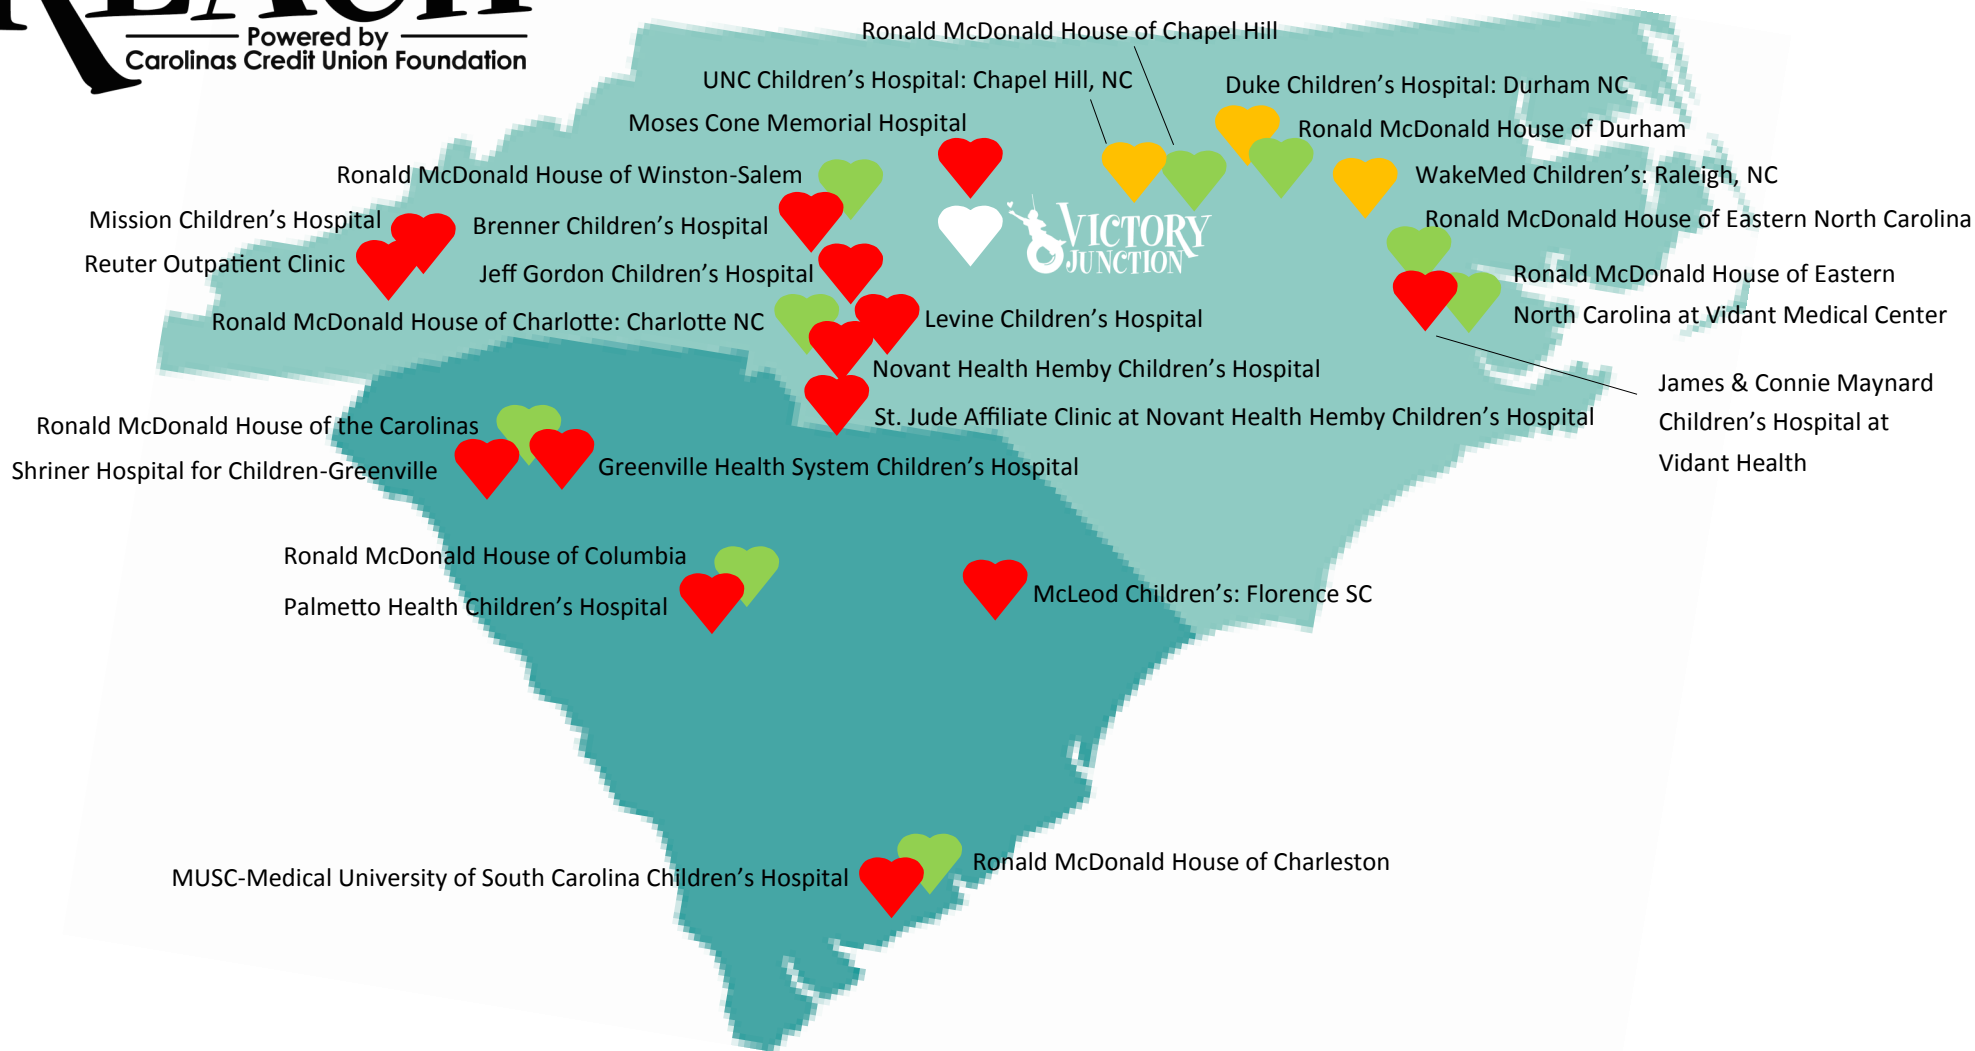 REACH
Powered by
Carolinas Credit Union Foundation
Ronald McDonald House of Chapel Hill
UNC Children's Hospital: Chapel Hill, NC
Duke Children's Hospital: Durham NC
Moses Cone Memorial Hospital
Ronald McDonald House of Durham
Ronald McDonald House of Winston-Salem
WakeMed Children's: Raleigh, NC
Mission Children's Hospital
Brenner Children's Hospital
VICTORY
JUNCTION
Ronald McDonald House of Eastern North Carolina
Reuter Outpatient Clinic
Jeff Gordon Children's Hospital
Ronald McDonald House of Eastern
North Carolina at Vidant Medical Center
Ronald McDonald House of Charlotte: Charlotte NC
Levine Children's Hospital
Novant Health Hemby Children's Hospital
James & Connie Maynard
Children's Hospital at
Vidant Health
St. Jude Affiliate Clinic at Novant Health Hemby Children's Hospital
Ronald McDonald House of the Carolinas
Shriner Hospital for Children-Greenville
Greenville Health System Children's Hospital
Ronald McDonald House of Columbia
Palmetto Health Children's Hospital
McLeod Children's: Florence SC
MUSC-Medical University of South Carolina Children's Hospital
Ronald McDonald House of Charleston